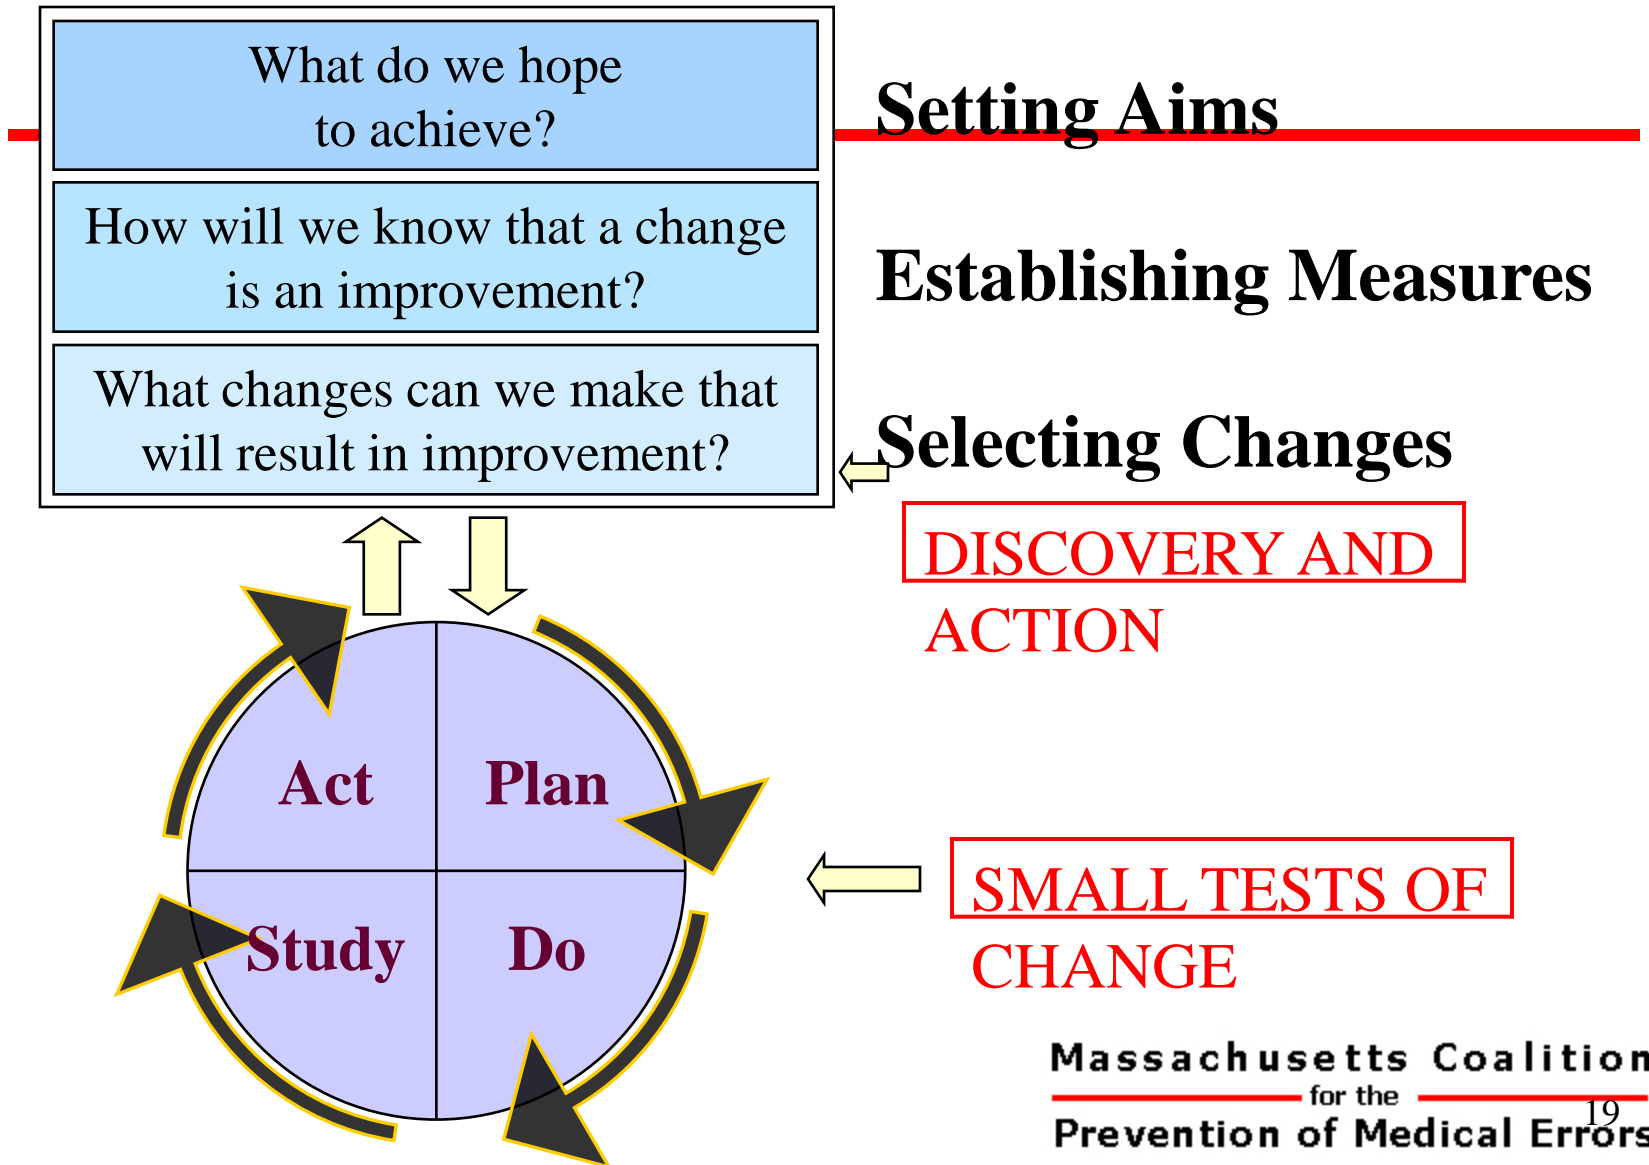 What do we hope
to achieve?
Setting Aims
How will we know that a change
is an improvement?
Establishing Measures
What changes can we make that
will result in improvement?
Selecting Changes
DISCOVERY AND
ACTION
Act
Plan
Study
Do
SMALL TESTS OF
CHANGE
Massachusetts Coalition
for the
Prevention of Medical Errors
19